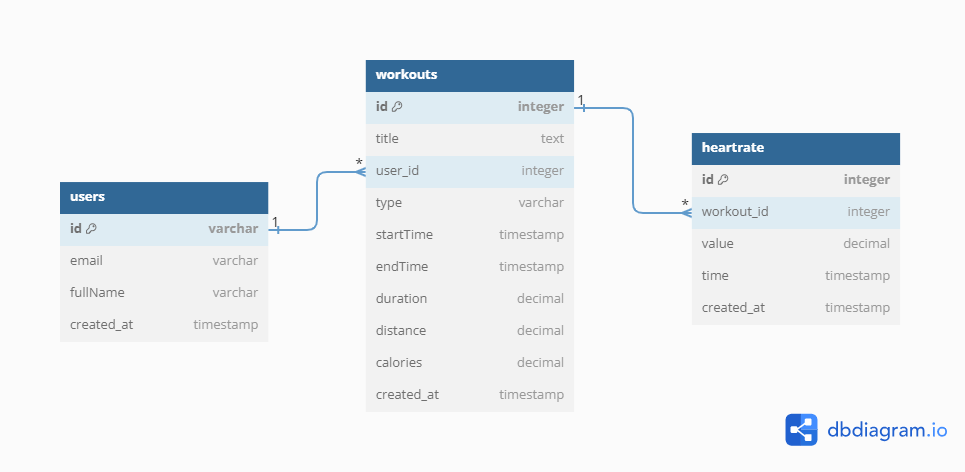 users
id varchar
email varchar
fullName varchar
created_at timestamp
1
*
workouts
id integer
title text
user_id integer
type varchar
startTime timestamp
endTime timestamp
duration decimal
distance decimal
calories decimal
created_at timestamp
1
*
heartrate
id integer
workout_id integer
value decimal
time timestamp
created_at timestamp
dbdiagram.io